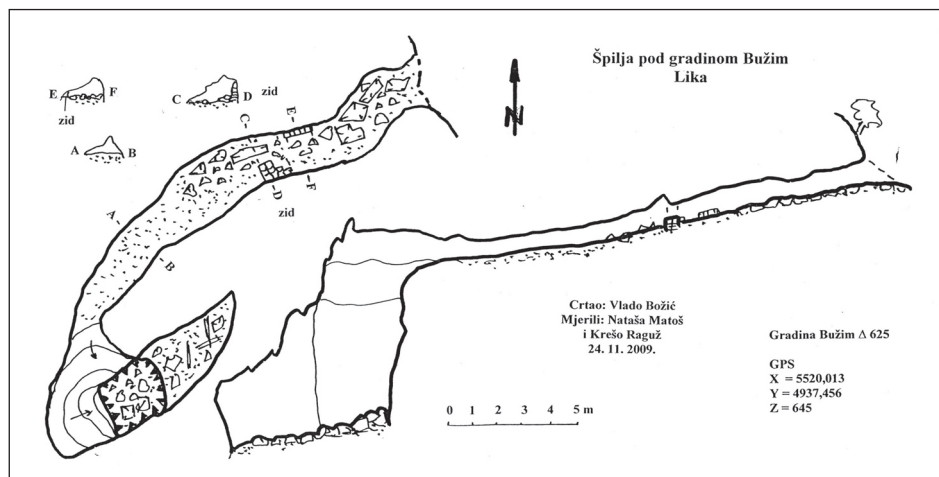 Špilja pod gradinom Bužim
Lika
E
F
zid
C
D
zid
A
B
C
E
D
F
zid
A
B
N
Crtao: Vlado Božić
Mjerili: Nataša Matoš
i Krešo Raguž
24. 11. 2009.
Gradina Bužim Δ 625
GPS
X = 5520,013
Y = 4937,456
Z = 645
0 1 2 3 4 5 m